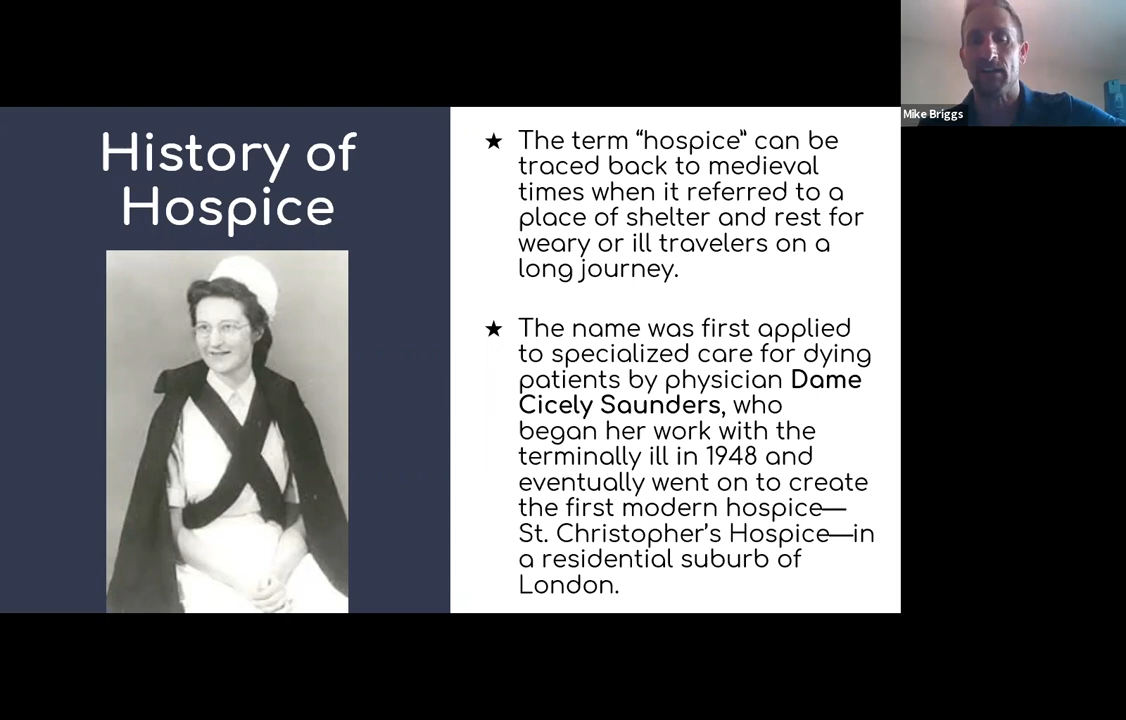 History of
Hospice
★ The term “hospice” can be
traced back to medieval
times when it referred to a
place of shelter and rest for
weary or ill travelers on a
long journey.
★ The name was first applied
to specialized care for dying
patients by physician Dame
Cicely Saunders, who
began her work with the
terminally ill in 1948 and
eventually went on to create
the first modern hospice—
St. Christopher’s Hospice—in
a residential suburb of
London.
Mike Briggs